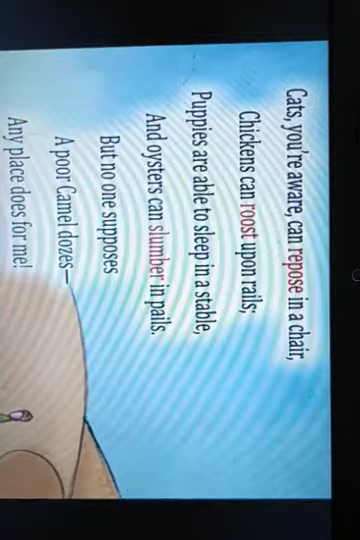 Cats, you're aware, can repose in a chair,
Chickens can roost upon rails;
Puppies are able to sleep in a stable,
And oysters can slumber in pails.
But no one supposes
A poor Camel dozes—
Any place does for me!